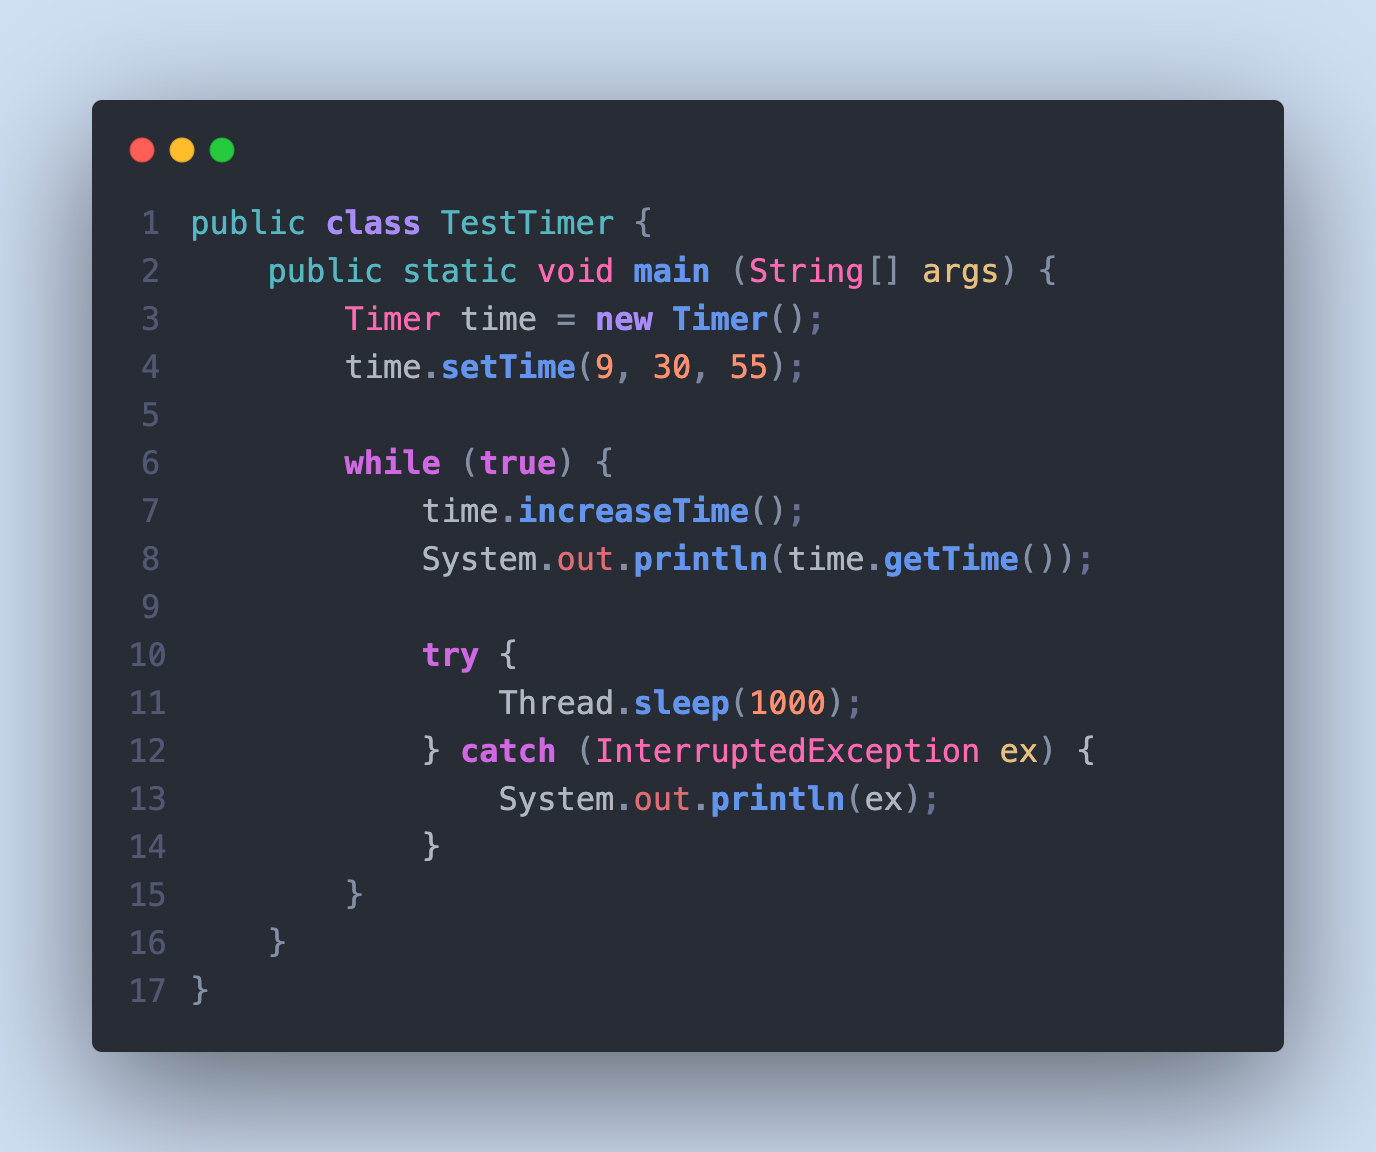 1 public class TestTimer {
2     public static void main (String[] args) {
3         Timer time = new Timer();
4         time.setTime(9, 30, 55);
5
6         while (true) {
7             time.increaseTime();
8             System.out.println(time.getTime());
9
10             try {
11                 Thread.sleep(1000);
12             } catch (InterruptedException ex) {
13                 System.out.println(ex);
14             }
15         }
16     }
17 }